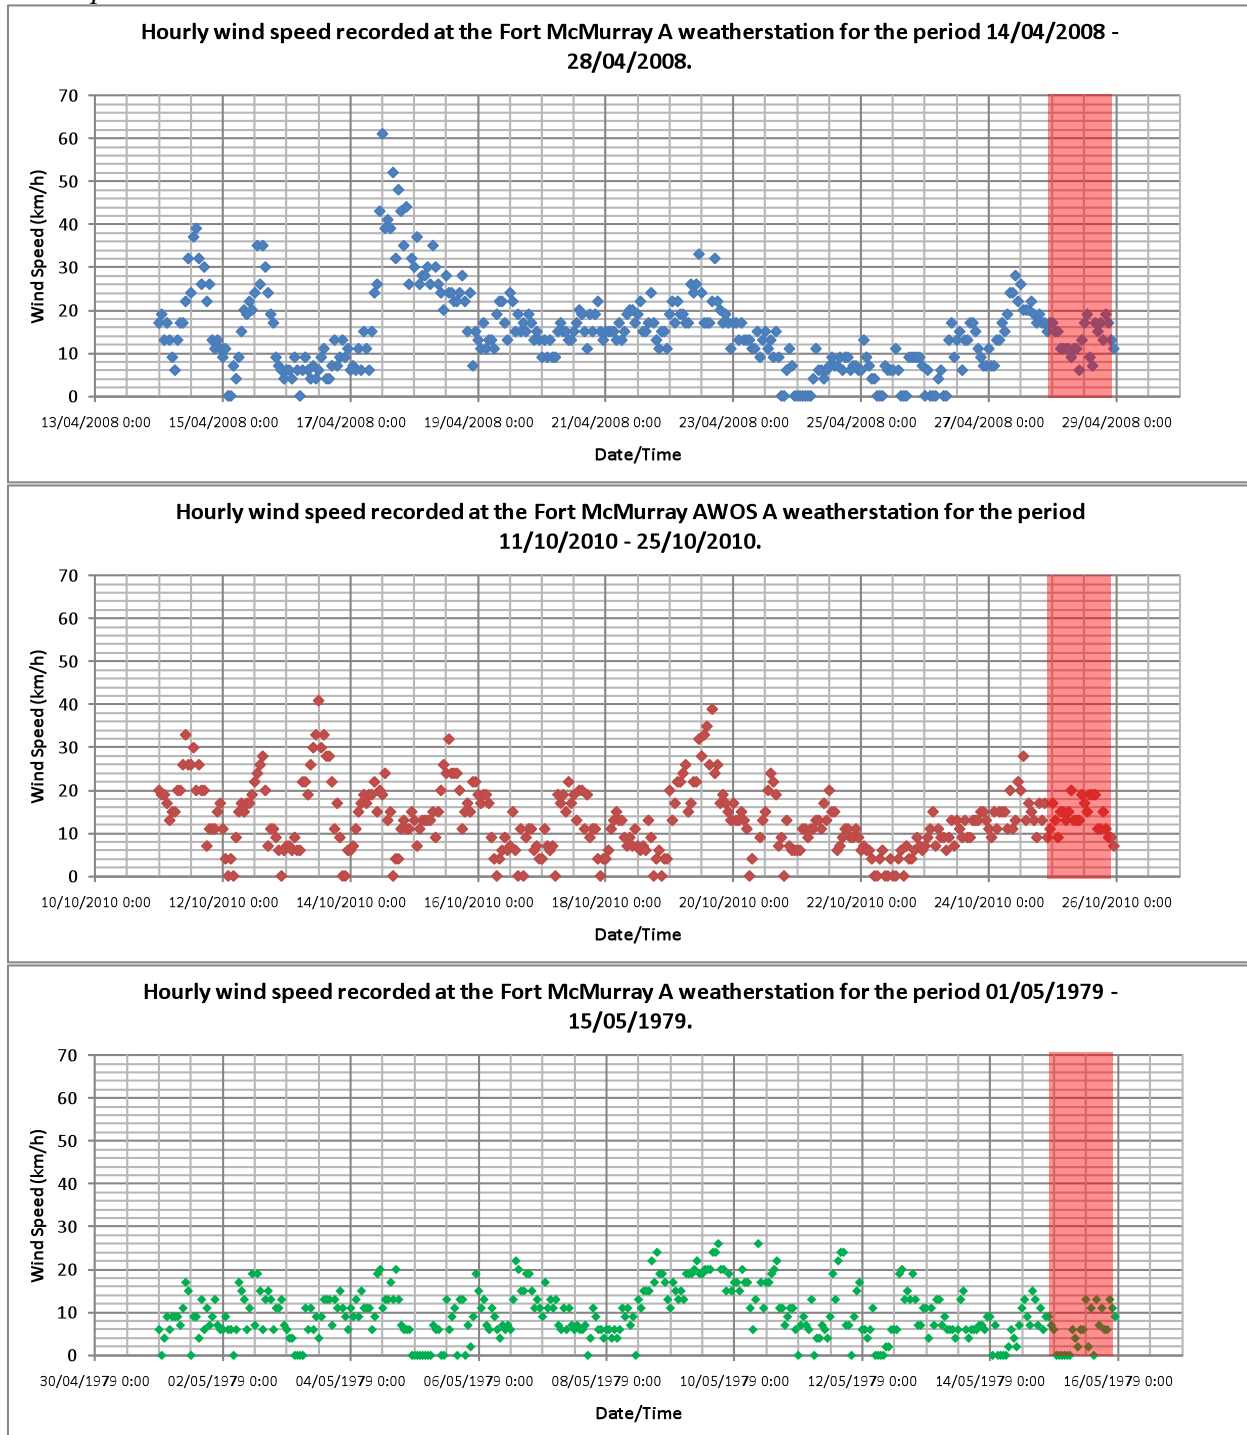 Hourly wind speed recorded at the Fort McMurray A weatherstation for the period 14/04/2008 -
28/04/2008.
Wind Speed (km/h)
70
60
50
40
30
20
10
0
13/04/2008 0:00 15/04/2008 0:00 17/04/2008 0:00 19/04/2008 0:00 21/04/2008 0:00 23/04/2008 0:00 25/04/2008 0:00 27/04/2008 0:00 29/04/2008 0:00
Date/Time
Hourly wind speed recorded at the Fort McMurray AWOS A weatherstation for the period
11/10/2010 - 25/10/2010.
Wind Speed (km/h)
70
60
50
40
30
20
10
0
10/10/2010 0:00 12/10/2010 0:00 14/10/2010 0:00 16/10/2010 0:00 18/10/2010 0:00 20/10/2010 0:00 22/10/2010 0:00 24/10/2010 0:00 26/10/2010 0:00
Date/Time
Hourly wind speed recorded at the Fort McMurray A weatherstation for the period 01/05/1979 -
15/05/1979.
Wind Speed (km/h)
70
60
50
40
30
20
10
0
30/04/1979 0:00 02/05/1979 0:00 04/05/1979 0:00 06/05/1979 0:00 08/05/1979 0:00 10/05/1979 0:00 12/05/1979 0:00 14/05/1979 0:00 16/05/1979 0:00
Date/Time